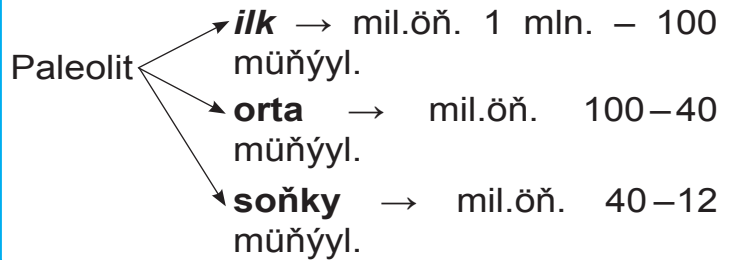 ilk → mil.öň. 1 mln. – 100
Paleolit
müňýyl.
orta → mil.öň. 100–40
müňýyl.
soňky → mil.öň. 40–12
müňýyl.